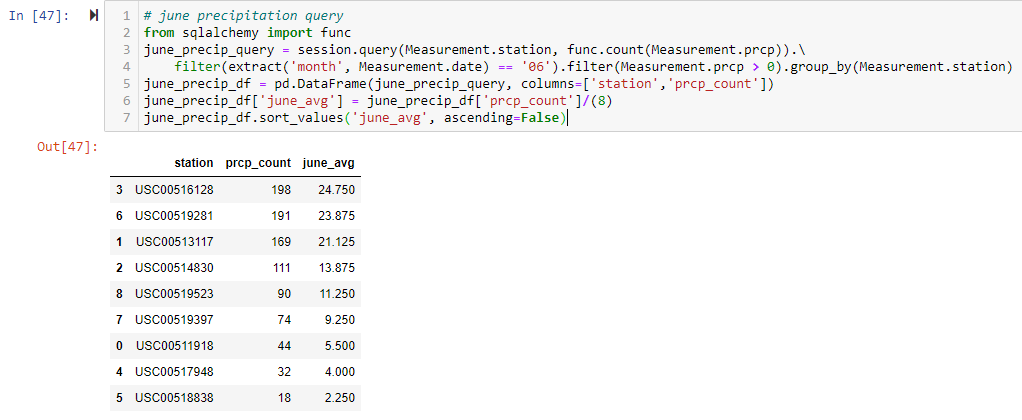 In [47]:
1 # june precipitation query
2 from sqlalchemy import func
3 june_precip_query = session.query(Measurement.station, func.count(Measurement.prcp)).\
4     filter(extract('month', Measurement.date) == '06').filter(Measurement.prcp > 0).group_by(Measurement.station)
5 june_precip_df = pd.DataFrame(june_precip_query, columns=['station','prcp_count'])
6 june_precip_df['june_avg'] = june_precip_df['prcp_count']/(8)
7 june_precip_df.sort_values('june_avg', ascending=False)
Out[47]:
station prcp_count june_avg
3 USC00516128 198 24.750
6 USC00519281 191 23.875
1 USC00513117 169 21.125
2 USC00514830 111 13.875
8 USC00519523 90 11.250
7 USC00519397 74 9.250
0 USC00511918 44 5.500
4 USC00517948 32 4.000
5 USC00518838 18 2.250